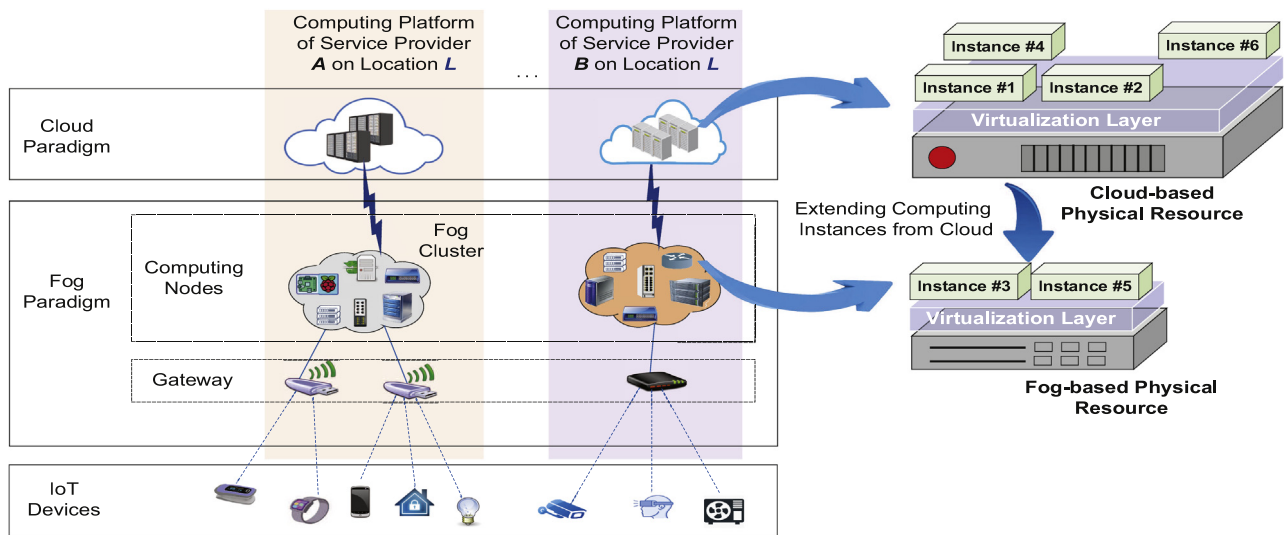 Computing Platform
of Service Provider
A on Location L
. . .
Computing Platform
of Service Provider
B on Location L
Cloud
Paradigm
Fog
Paradigm
Computing
Nodes
Fog
Cluster
Gateway
IoT
Devices
Instance #4
Instance #6
Instance #1
Instance #2
Virtualization Layer
Cloud-based
Physical Resource
Extending Computing
Instances from Cloud
Instance #3
Instance #5
Virtualization Layer
Fog-based Physical
Resource